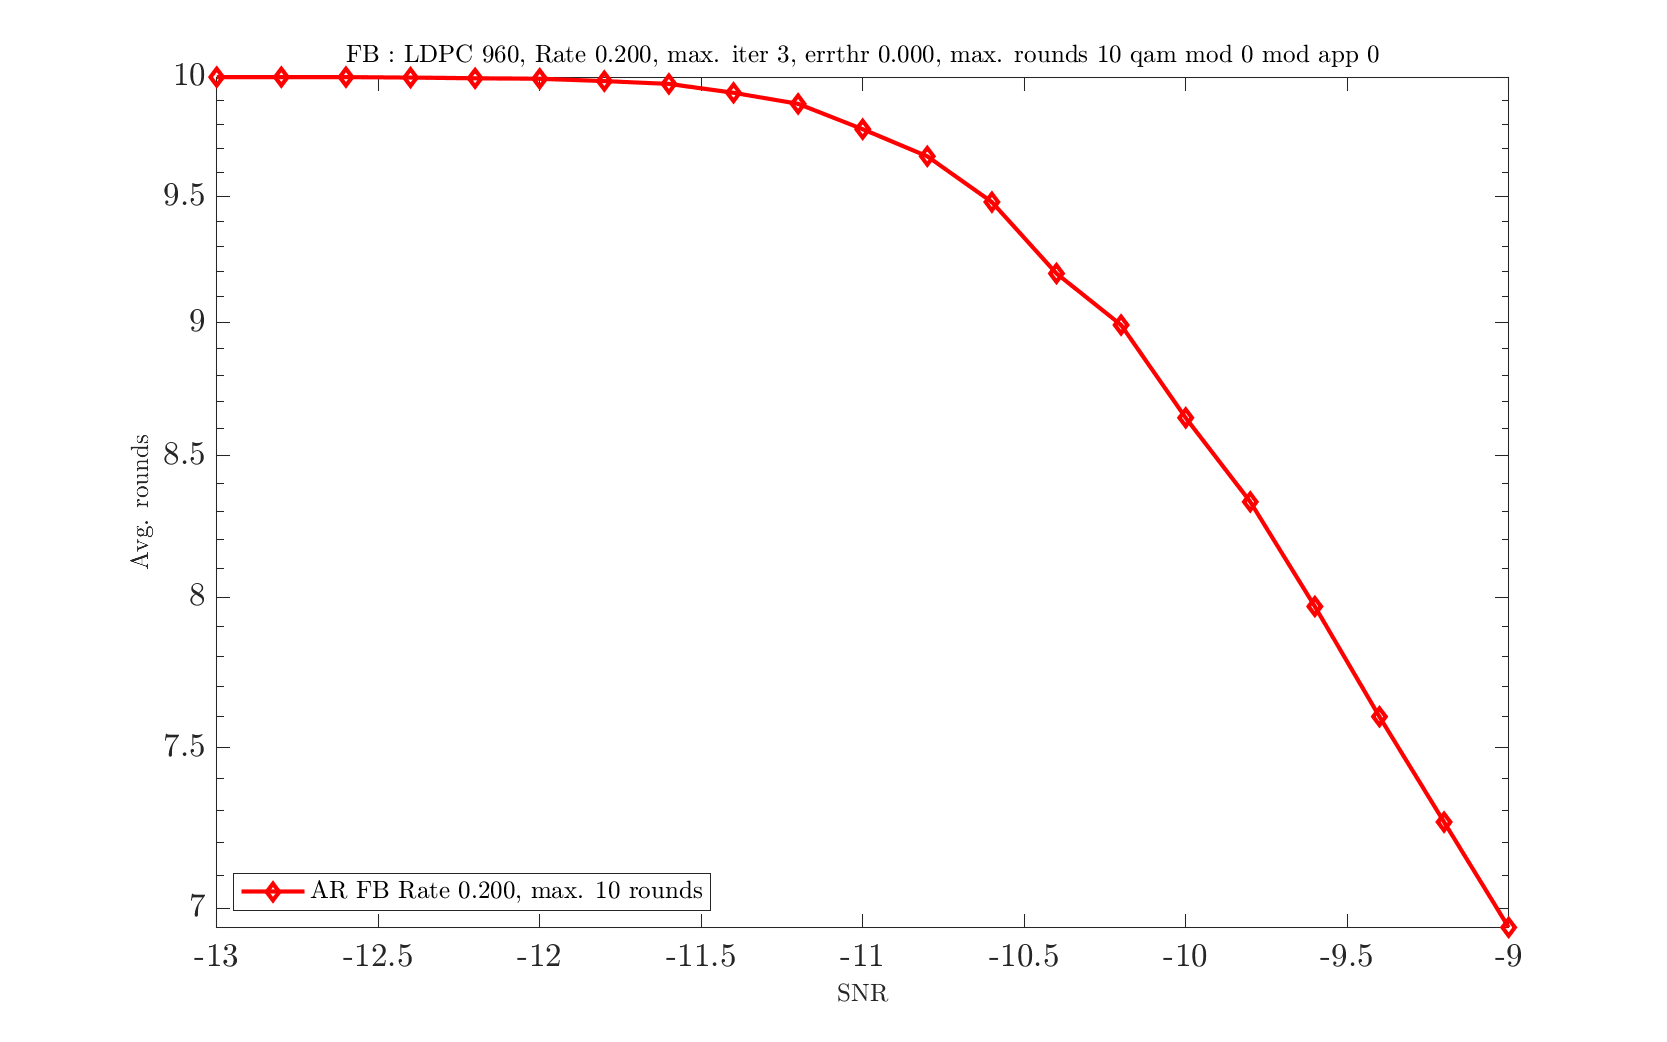 FB : LDPC 960, Rate 0.200, max. iter 3, errthr 0.000, max. rounds 10 qam mod 0 mod app 0
10
9.5
9
8.5
8
7.5
7
Avg. rounds
AR FB Rate 0.200, max. 10 rounds
-13 -12.5 -12 -11.5 -11 -10.5 -10 -9.5 -9
SNR